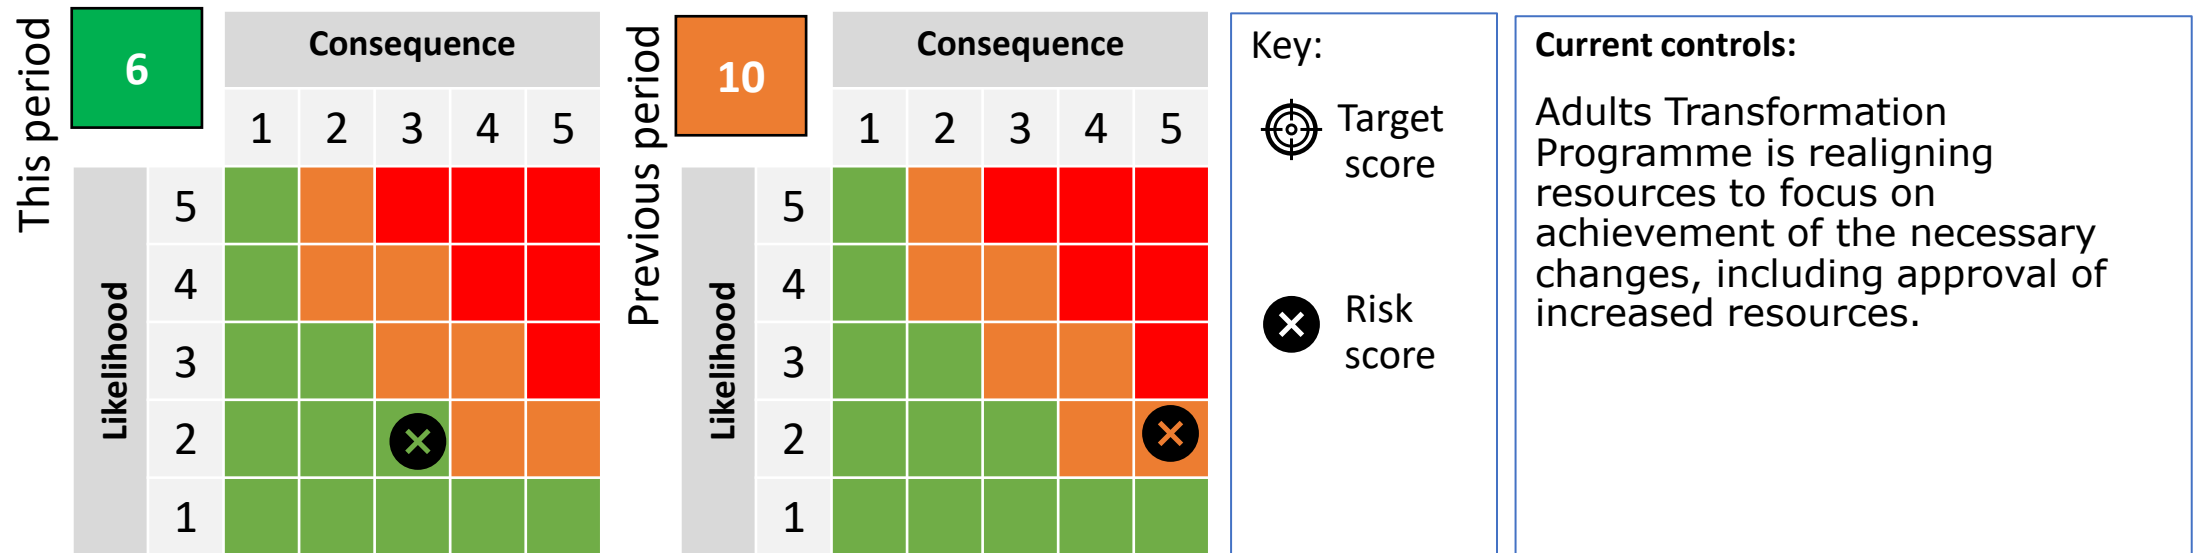 This period
6
Consequence
1 2 3 4 5
Likelihood
5
4
3
2
1
Previous period
10
Consequence
1 2 3 4 5
Likelihood
5
4
3
2
1
Key:
Target
score
Risk
score
Current controls:
Adults Transformation
Programme is realigning
resources to focus on
achievement of the necessary
changes, including approval of
increased resources.